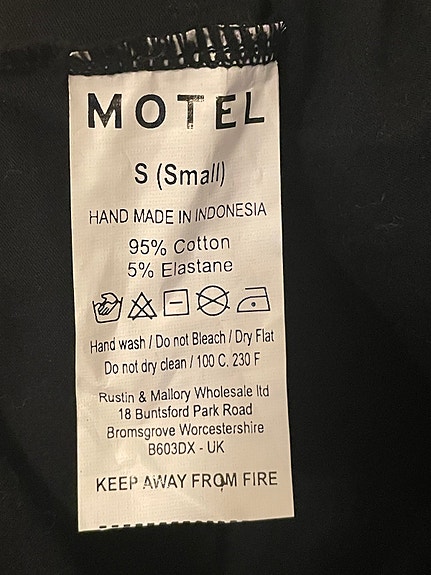 MOTEL
S (Small)
HAND MADE IN INDONESIA
95% Cotton
5% Elastane
Hand wash / Do not Bleach / Dry Flat
Do not dry clean / 100 C. 230 F
Rustin & Mallory Wholesale ltd
18 Buntsford Park Road
Bromsgrove Worcestershire
B603DX - UK
KEEP AWAY FROM FIRE